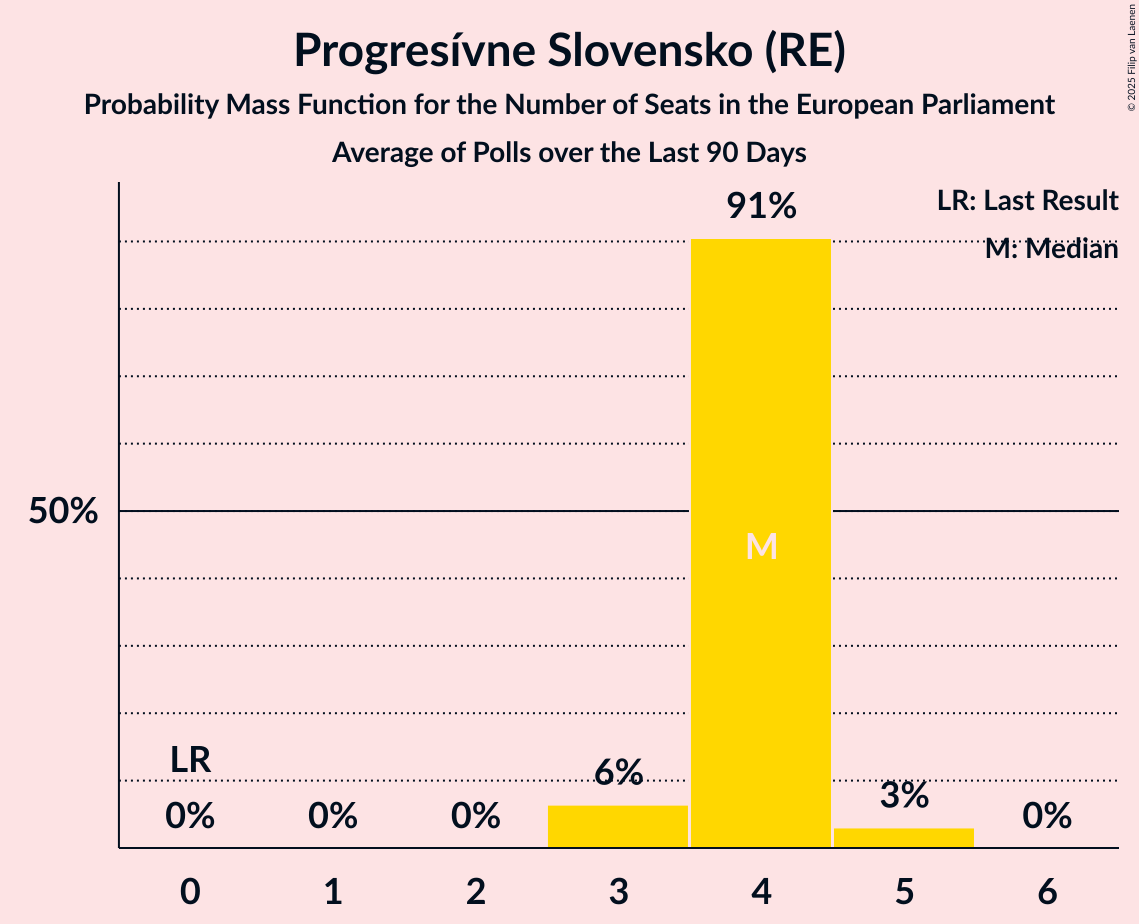 Progresívne Slovensko (RE)
Probability Mass Function for the Number of Seats in the European Parliament
Average of Polls over the Last 90 Days
© 2025 Filip van Laenen
LR: Last Result
M: Median
91%
50%
M
LR
0%
0%
0%
6%
3%
0%
0
1
2
3
4
5
6